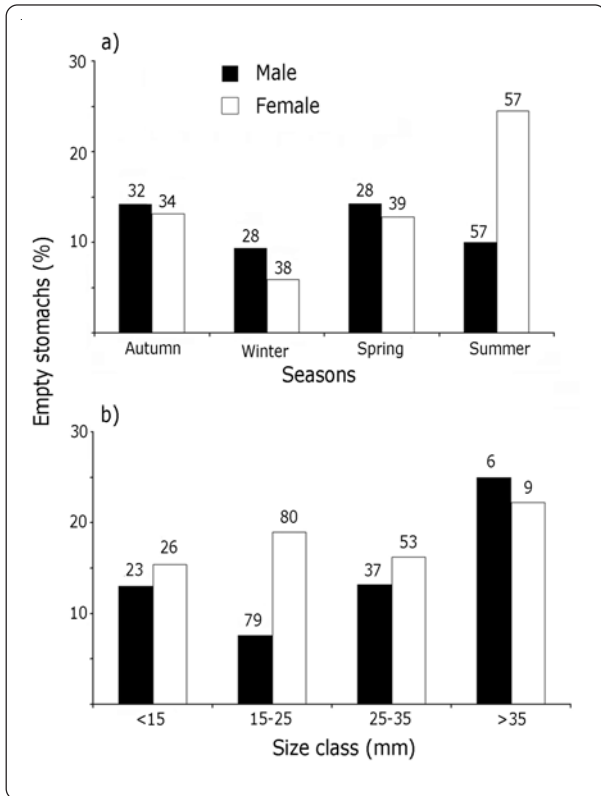 a)
Male
Female
30
20
10
32 34
28 38
28 39
57 57
Autumn Winter Spring Summer
Seasons
Empty stomachs (%)
b)
30
20
10
23 26
79 80
37 53
6 9
<15 15-25 25-35 >35
Size class (mm)